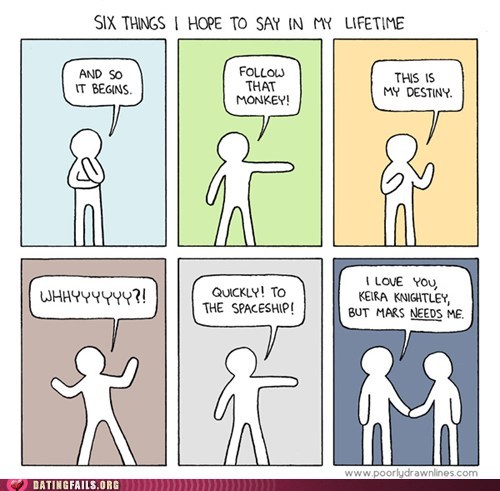 SIX THINGS I HOPE TO SAY IN MY LIFETIME
AND SO
IT BEGINS.
FOLLOW
THAT
MONKEY!
THIS IS
MY DESTINY.
WHHYYYYYYY?!
QUICKLY! TO
THE SPACESHIP!
I LOVE YOU,
KEIRA KNIGHTLEY,
BUT MARS NEEDS ME.
www.poorlydrawnlines.com
DATINGFAILS.ORG